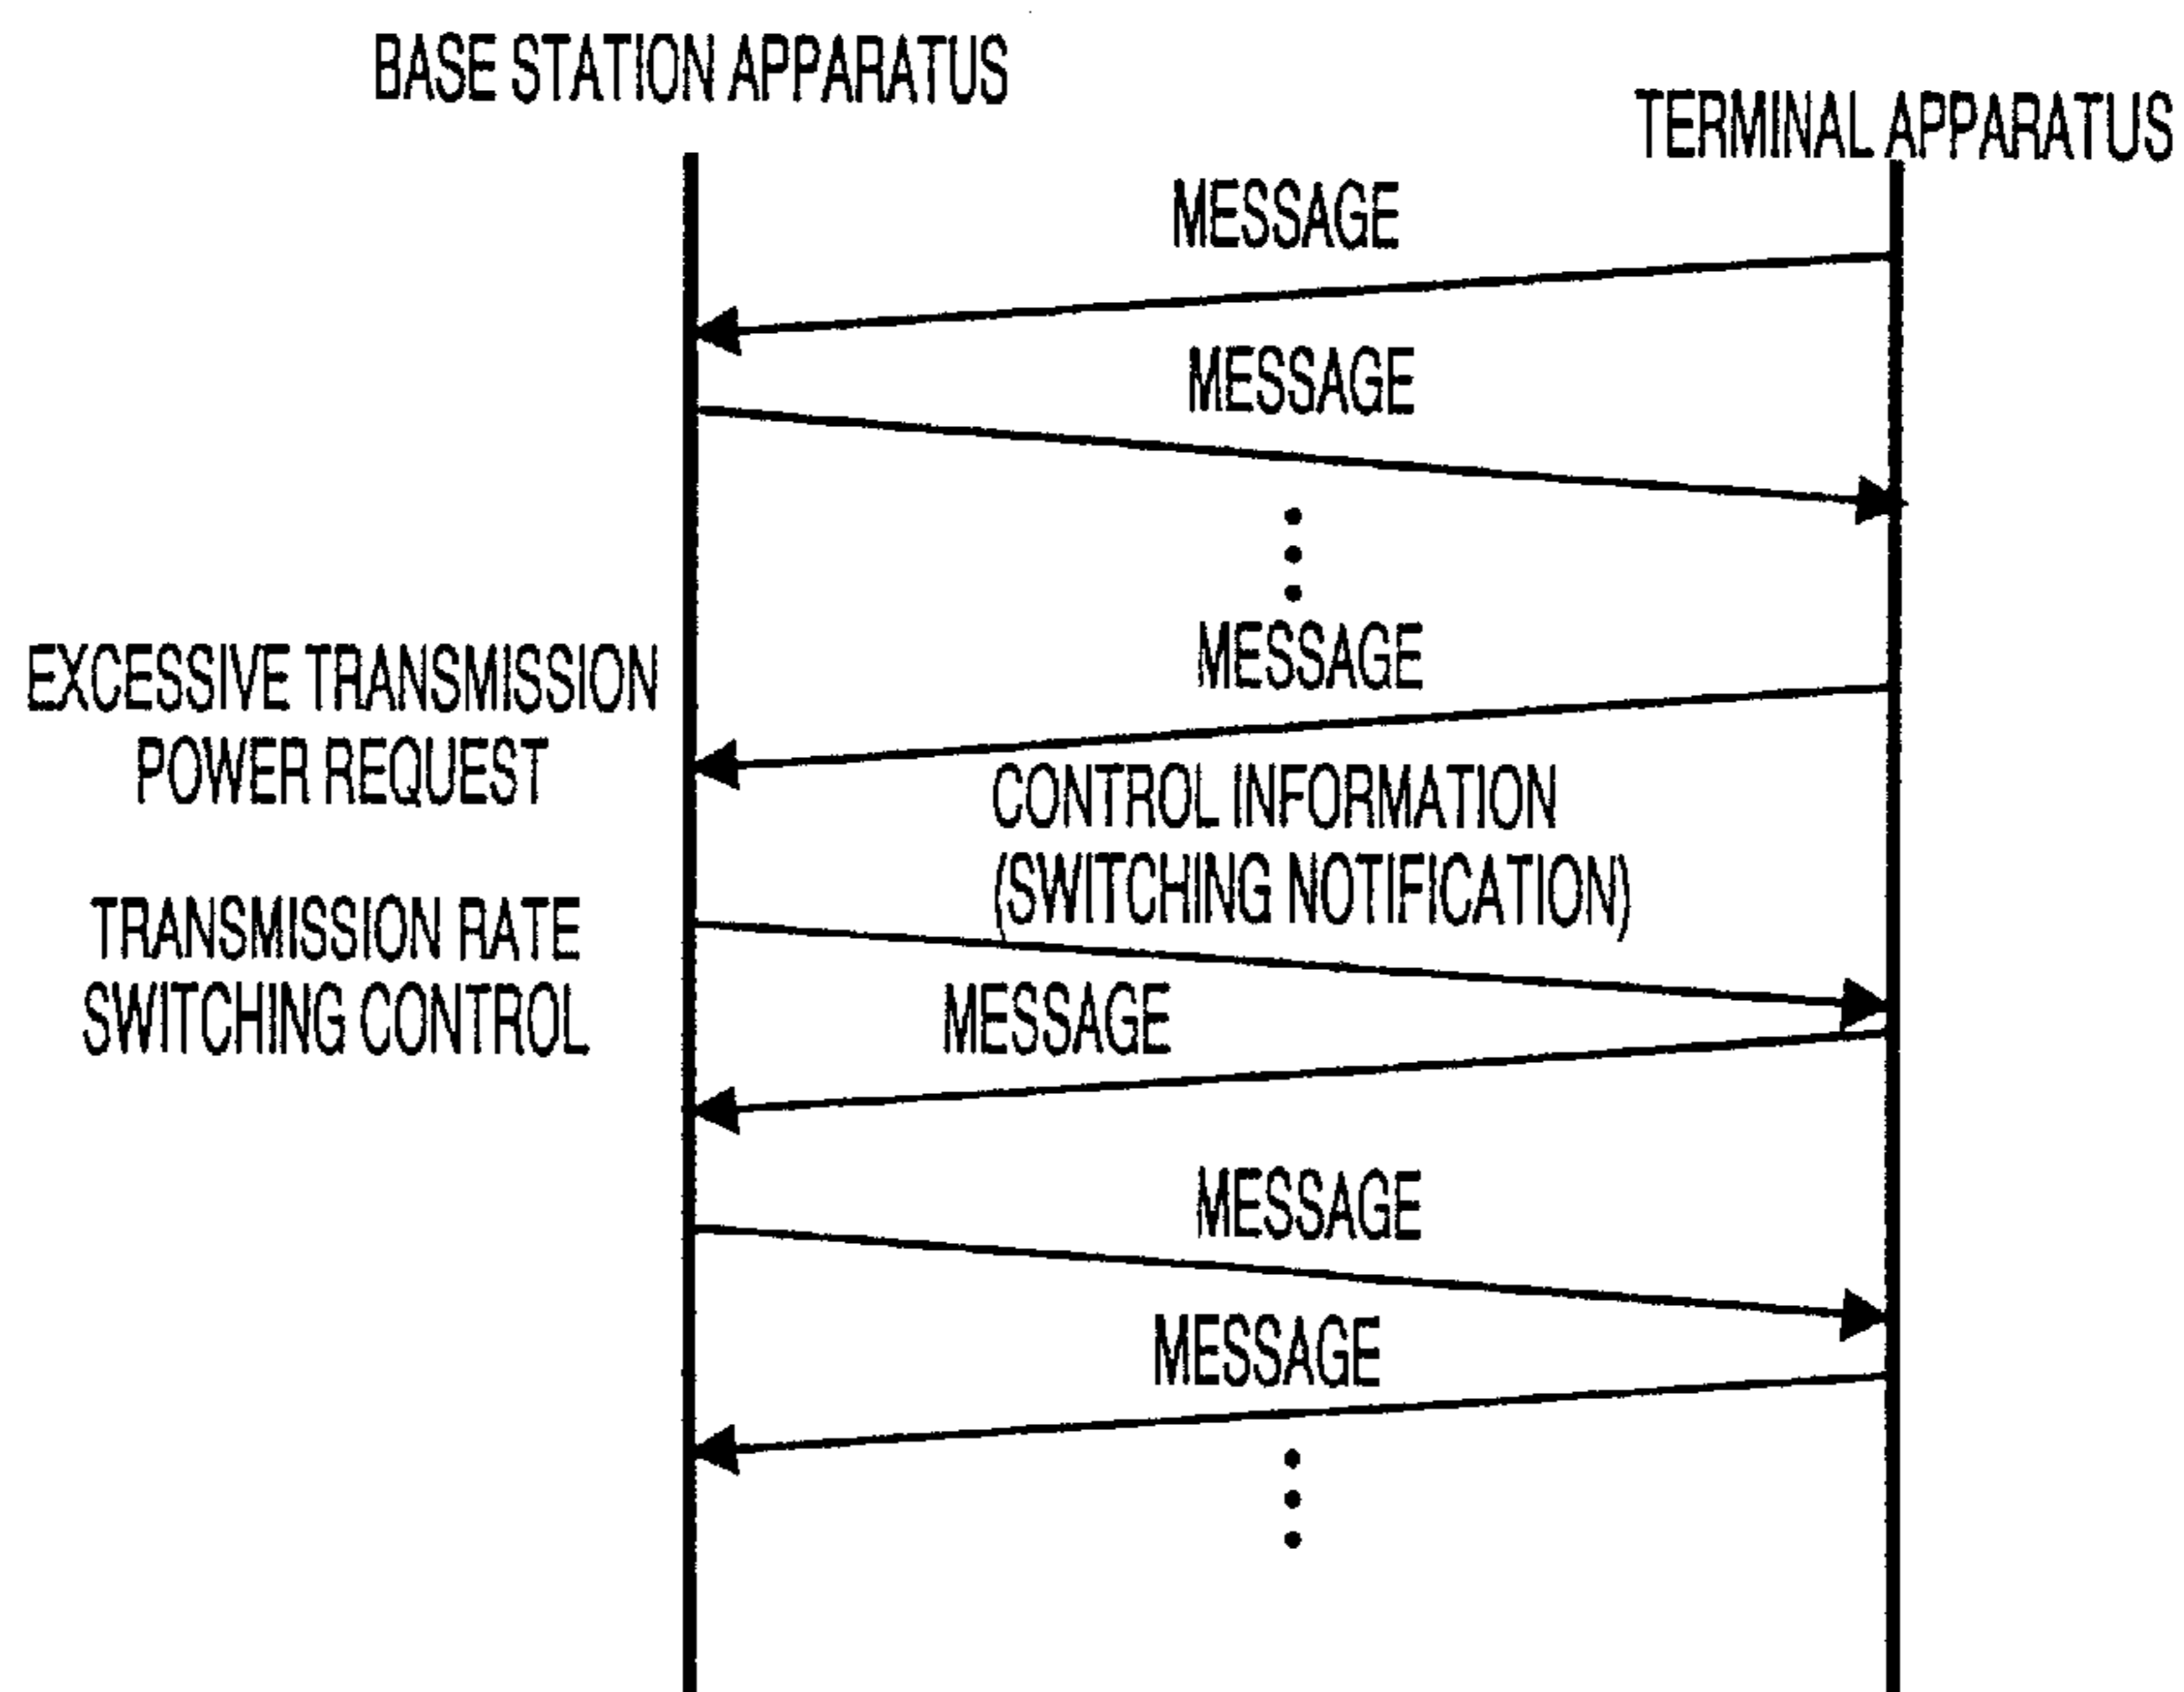 BASE STATION APPARATUS
TERMINAL APPARATUS
MESSAGE
MESSAGE
MESSAGE
EXCESSIVE TRANSMISSION
POWER REQUEST
CONTROL INFORMATION
(SWITCHING NOTIFICATION)
TRANSMISSION RATE
SWITCHING CONTROL
MESSAGE
MESSAGE
MESSAGE